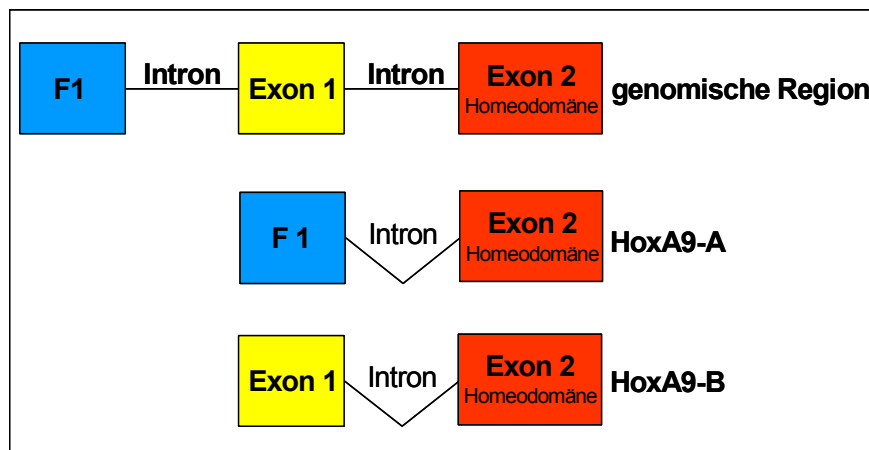 F1 Intron Exon 1 Intron Exon 2 genomische Region
Homeodomäne
F 1 Intron Exon 2 HoxA9-A
Homeodomäne
Exon 1 Intron Exon 2 HoxA9-B
Homeodomäne